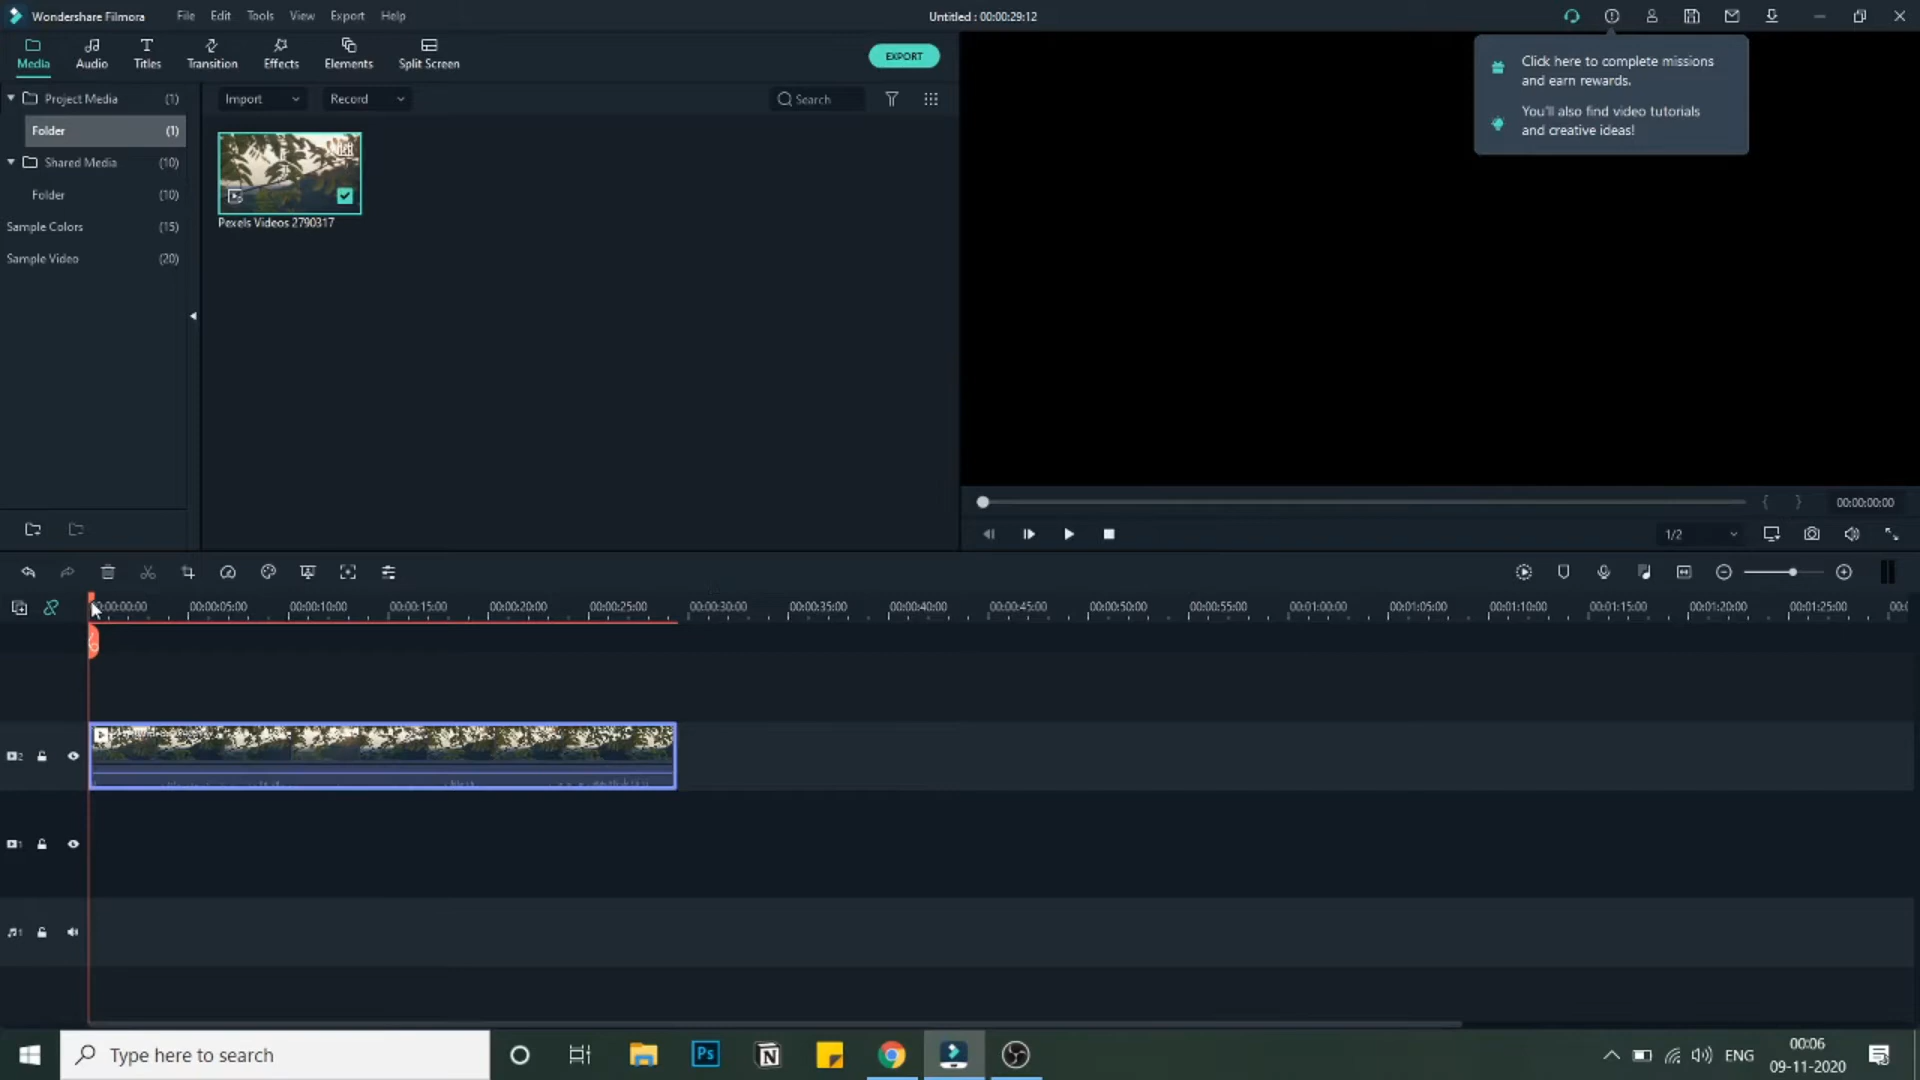 Wondershare Filmora File Edit Tools View Export Help
Untitled : 00:00:29:12
Media Audio Titles Transition Effects Elements Split Screen
EXPORT
Click here to complete missions
and earn rewards.
You'll also find video tutorials
and creative ideas!
Project Media (1)
Folder (1)
Shared Media (10)
Folder (10)
Sample Colors (15)
Sample Video (20)
Import Record Search
Pexels Videos 2790317
00:00:00:00
1/2
00:00:05:00 00:00:10:00 00:00:15:00 00:00:20:00 00:00:25:00 00:00:30:00 00:00:35:00 00:00:40:00 00:00:45:00 00:00:50:00 00:00:55:00 00:01:00:00 00:01:05:00 00:01:10:00 00:01:15:00 00:01:20:00 00:01:25:00
2
1
1
Type here to search
Ps
N
ENG
00:06
09-11-2020